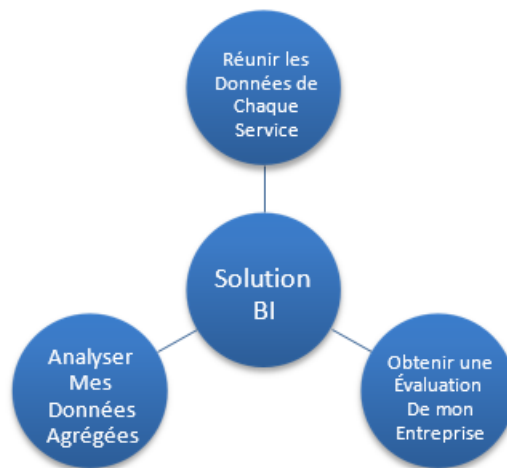 Réunir les
Données de
Chaque
Service
Solution
BI
Analyser
Mes
Données
Agrégées
Obtenir une
Évaluation
De mon
Entreprise